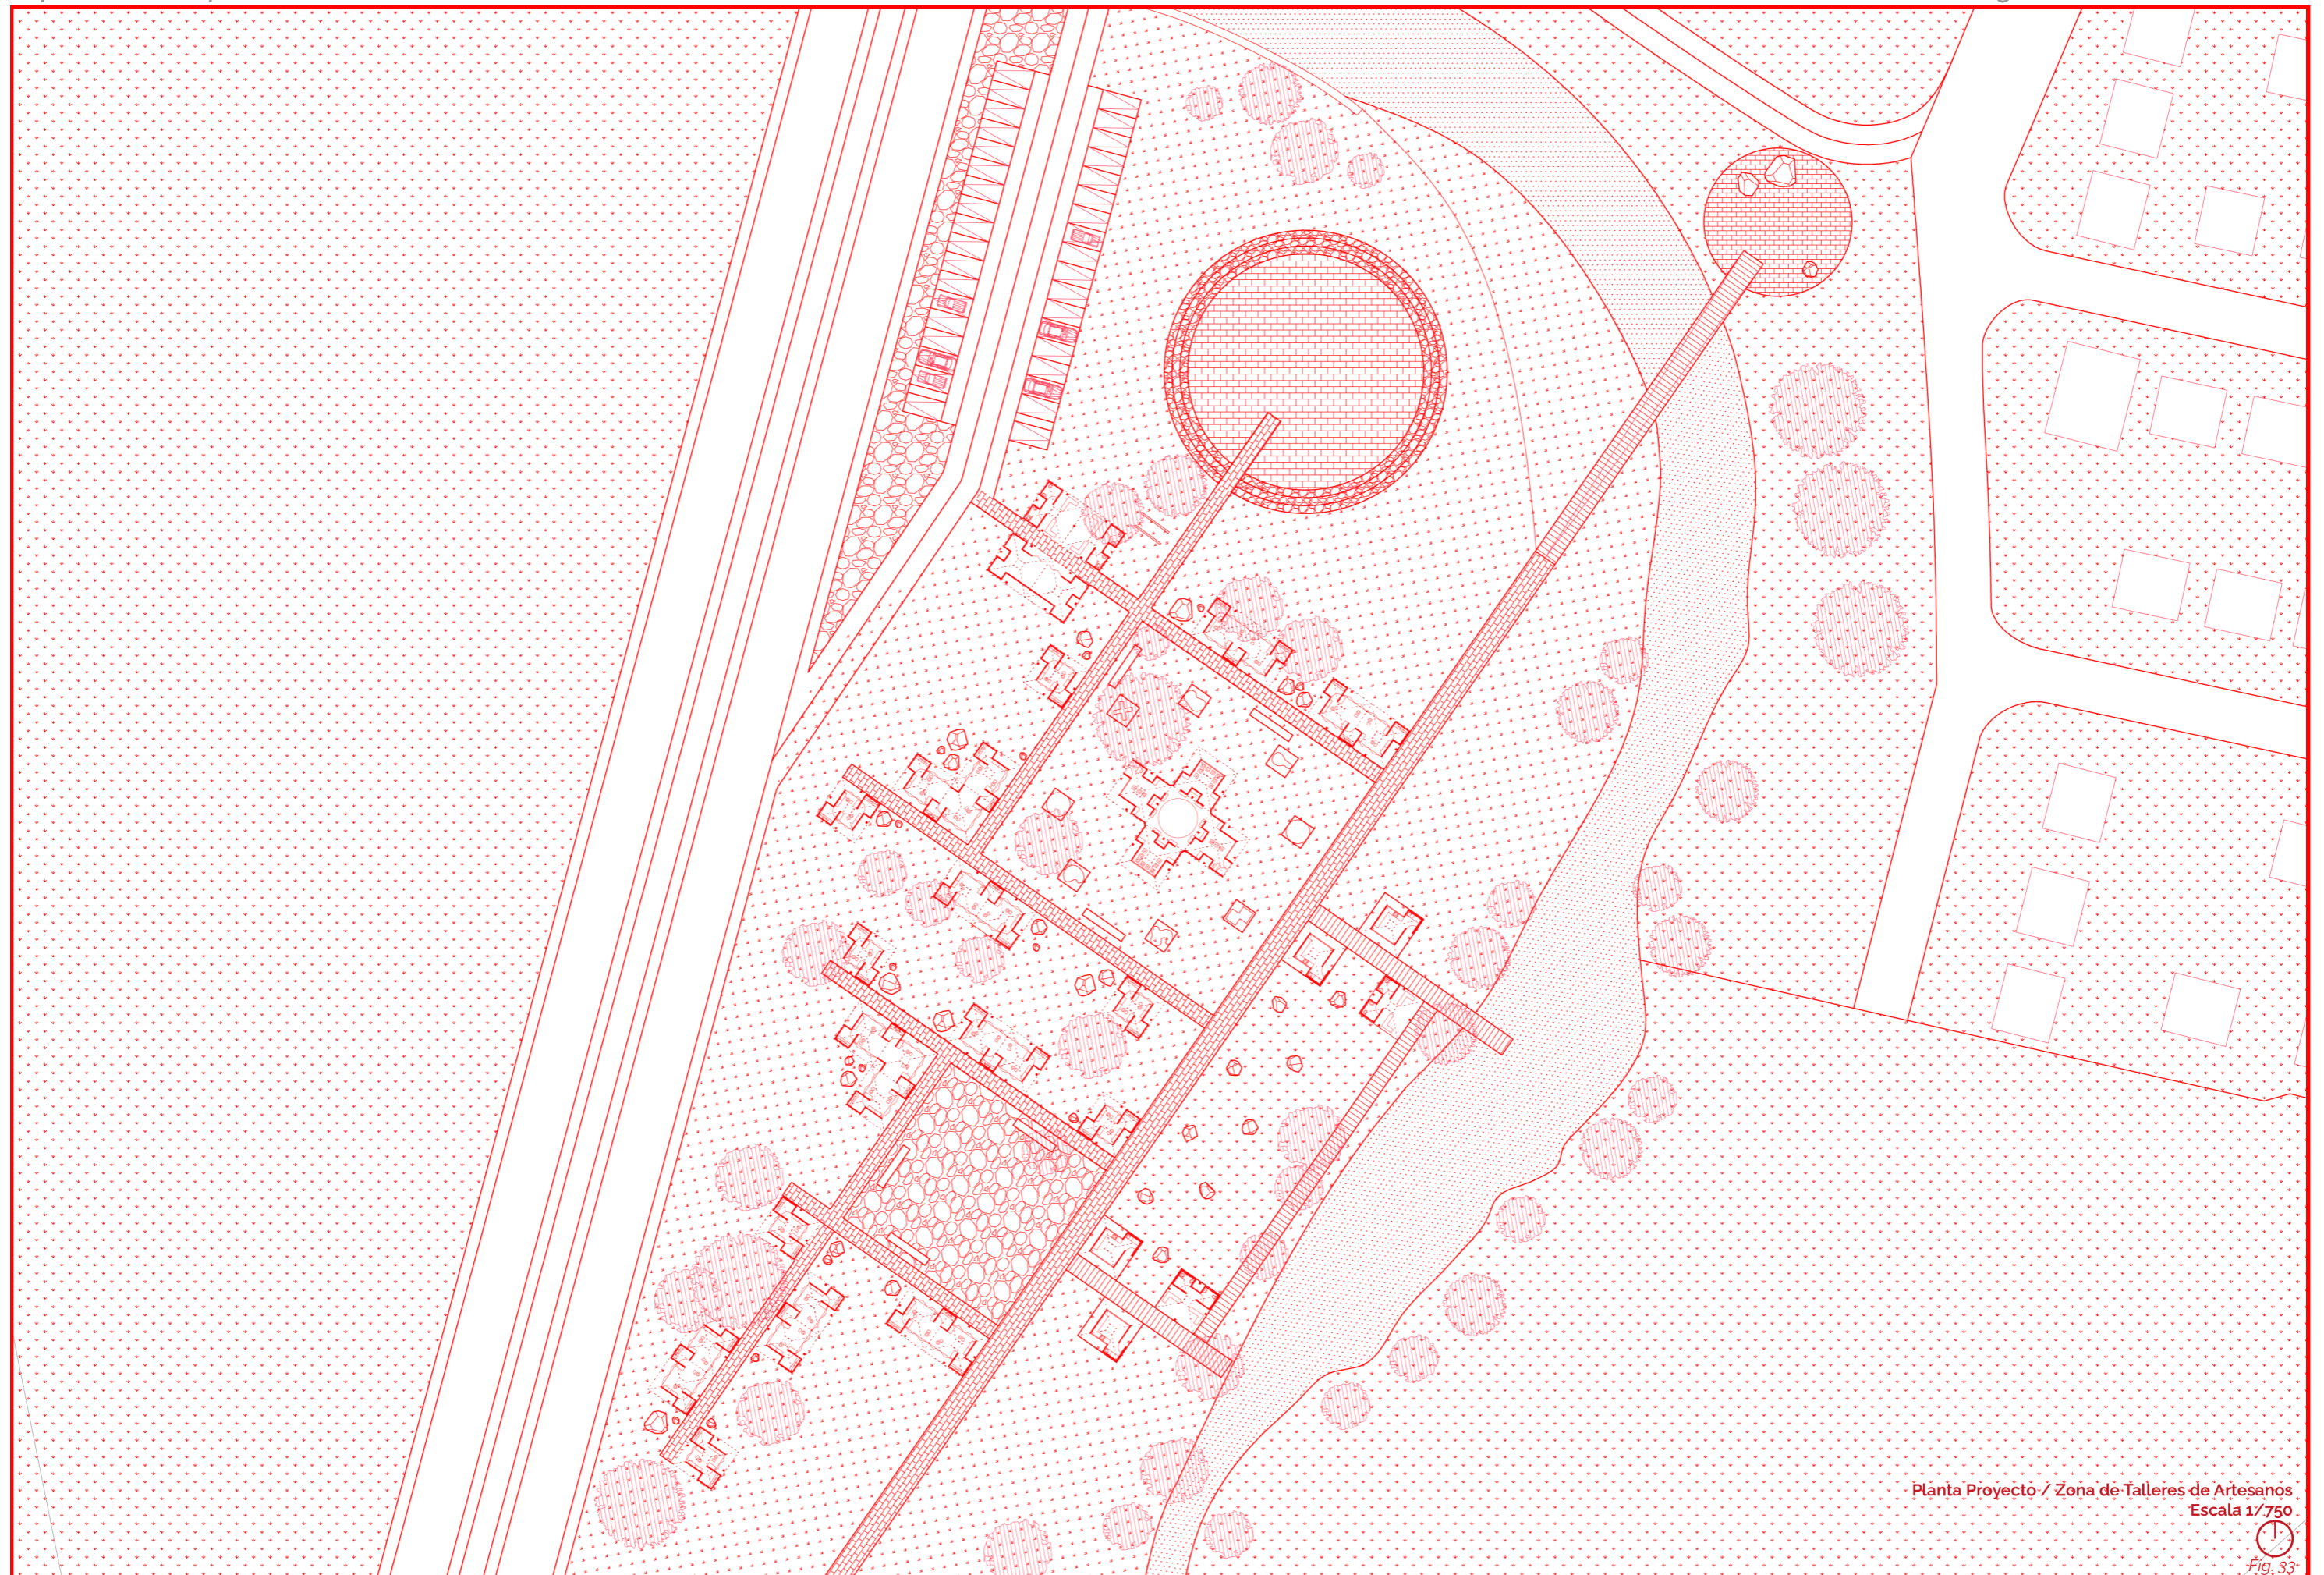 Planta Proyecto / Zona de Talleres de Artesanos
Escala 1/750
Fig. 33